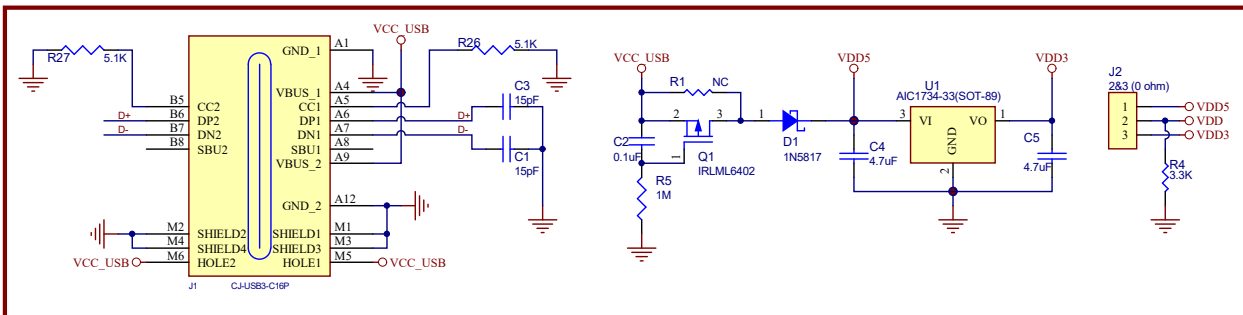 R27
5.1K
B5
B6
B7
B8
D+
D-
CC2
DP2
DN2
SBU2
M2
M4
M6
SHIELD2
SHIELD4
HOLE2
VCC_USB
J1
CJ-USB3-C16P
GND_1
VBUS_1
CC1
DP1
DN1
SBU1
VBUS_2
GND_2
SHIELD1
SHIELD3
HOLE1
A1
A4
A5
A6
A7
A8
A9
A12
M1
M3
M5
VCC_USB
VCC_USB
R26
5.1K
D+
D-
C3
15pF
C1
15pF
VCC_USB
R1
NC
2
3
1
C2
0.1uF
Q1
IRLML6402
R5
1M
1
2
D1
1N5817
VDD5
C4
4.7uF
U1
AIC1734-33(SOT-89)
3
VI
VO
1
GND
2
VDD3
C5
4.7uF
J2
2&3 (0 ohm)
1
2
3
VDD5
VDD
VDD3
R4
3.3K